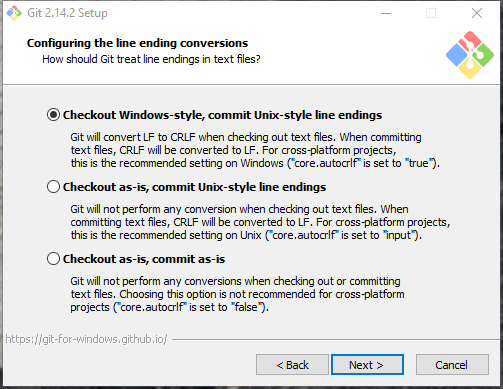 Git 2.14.2 Setup
Configuring the line ending conversions
How should Git treat line endings in text files?
Checkout Windows-style, commit Unix-style line endings
Git will convert LF to CRLF when checking out text files. When committing
text files, CRLF will be converted to LF. For cross-platform projects,
this is the recommended setting on Windows ("core.autocrlf" is set to "true").
Checkout as-is, commit Unix-style line endings
Git will not perform any conversion when checking out text files. When
committing text files, CRLF will be converted to LF. For cross-platform projects,
this is the recommended setting on Unix ("core.autocrlf" is set to "input").
Checkout as-is, commit as-is
Git will not perform any conversions when checking out or committing
text files. Choosing this option is not recommended for cross-platform
projects ("core.autocrlf" is set to "false").
https://git-for-windows.github.io/
< Back
Next >
Cancel